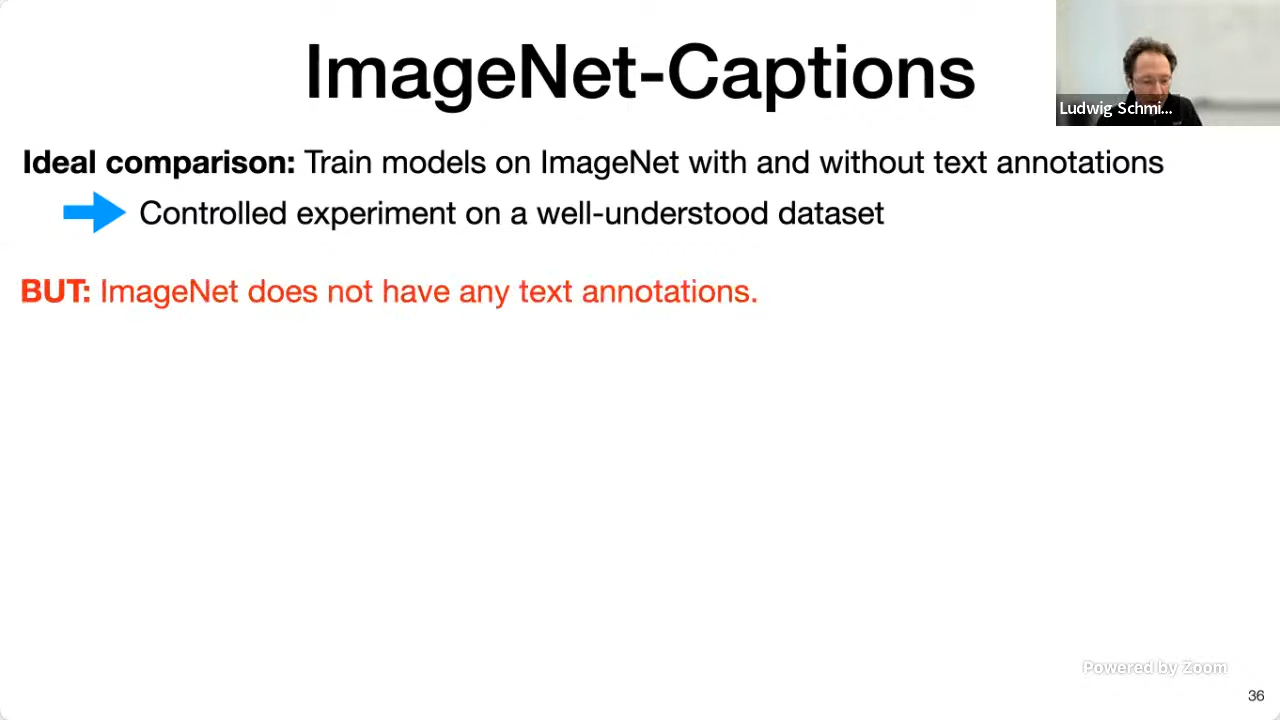 ImageNet-Captions
Ludwig Schmi...
Ideal comparison: Train models on ImageNet with and without text annotations
Controlled experiment on a well-understood dataset
BUT: ImageNet does not have any text annotations.
Powered by Zoom
36